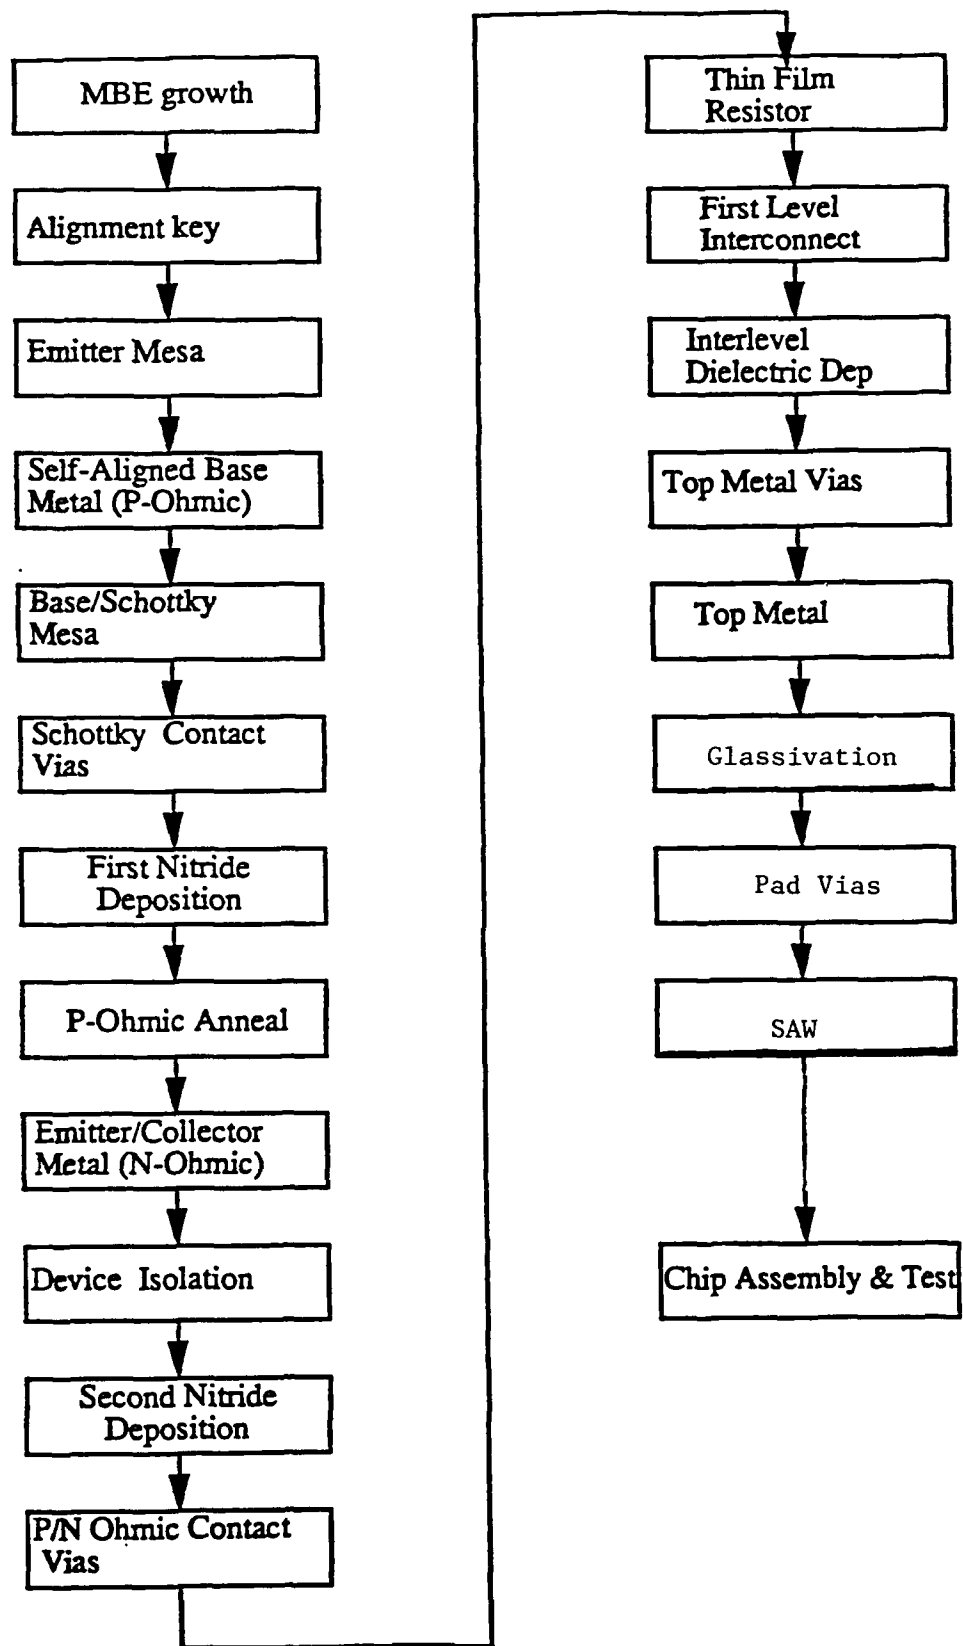 MBE growth
Alignment key
Emitter Mesa
Self-Aligned Base
Metal (P-Ohmic)
Base/Schottky
Mesa
Schottky Contact
Vias
First Nitride
Deposition
P-Ohmic Anneal
Emitter/Collector
Metal (N-Ohmic)
Device Isolation
Second Nitride
Deposition
P/N Ohmic Contact
Vias
Thin Film
Resistor
First Level
Interconnect
Interlevel
Dielectric Dep
Top Metal Vias
Top Metal
Glassivation
Pad Vias
SAW
Chip Assembly & Test